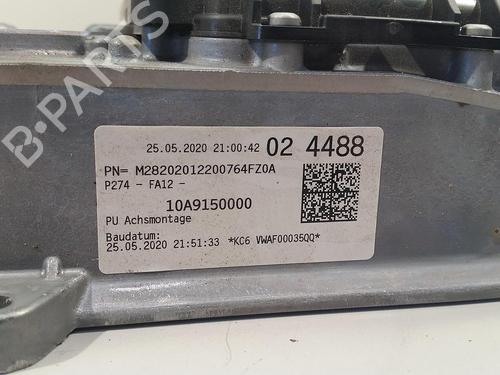 B-PARTS
25.05.2020 21:00:42 02 4488
PN= M28202012200764FZ0A
P274 - FA12 -
10A9150000
PU Achsmontage
Baudatum:
25.05.2020 21:51:33 *KC6 VWAF00035QQ*